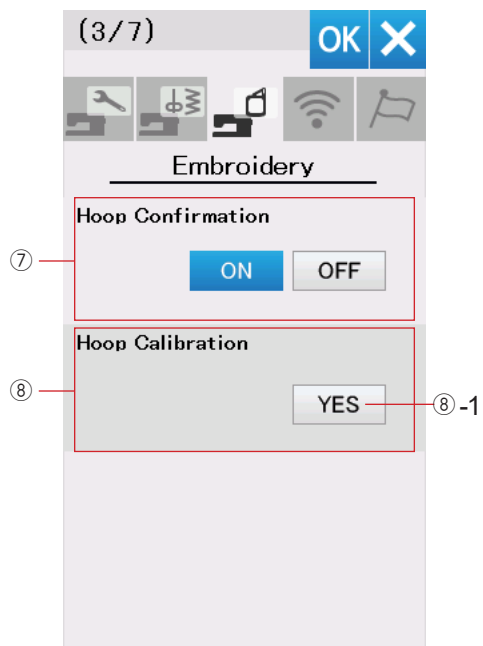 (3/7)
OK
Embroidery
Hoop Confirmation
⑦
ON OFF
Hoop Calibration
⑧
YES
⑧-1